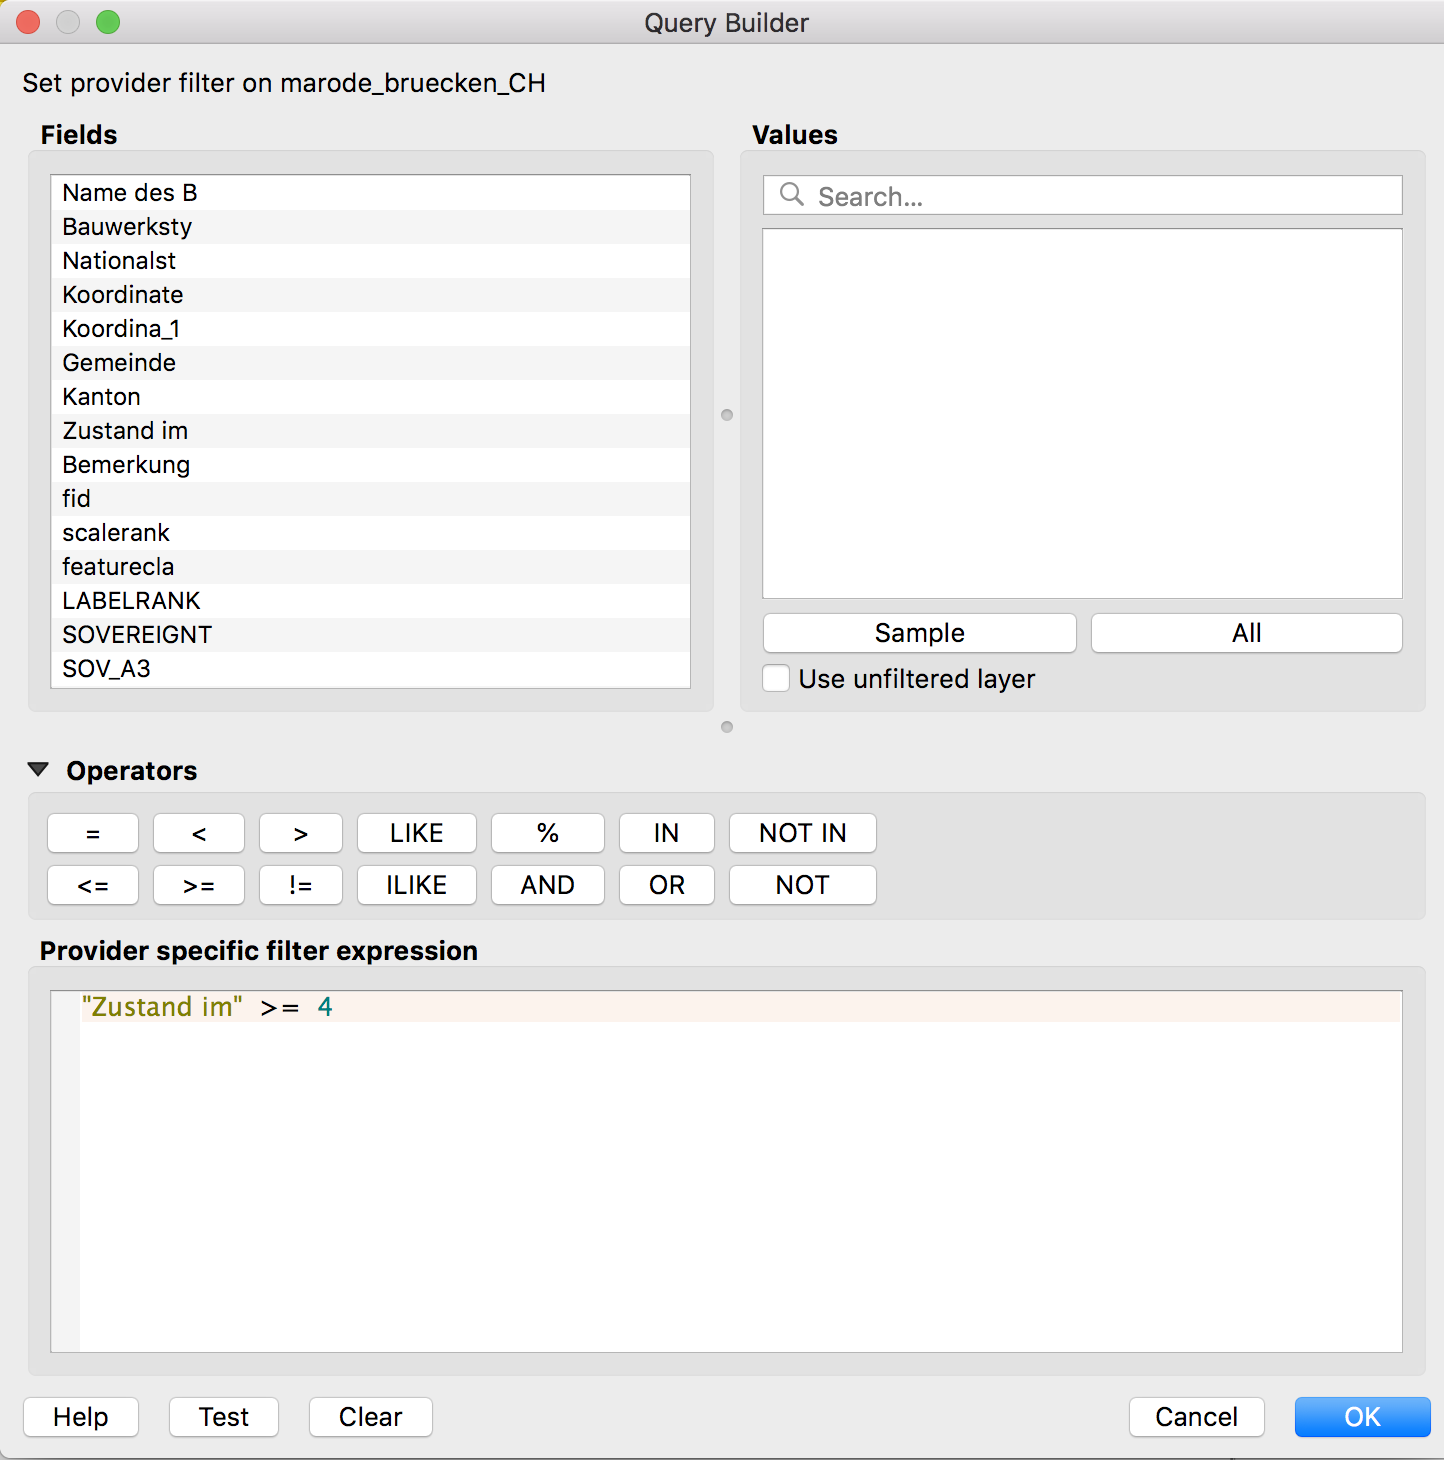 Query Builder
Set provider filter on marode_bruecken_CH
Fields
Name des B
Bauwerksty
Nationalst
Koordinate
Koordina_1
Gemeinde
Kanton
Zustand im
Bemerkung
fid
scalerank
featurecla
LABELRANK
SOVEREIGNT
SOV_A3
Values
Search...
Sample All
Use unfiltered layer
Operators
= < > LIKE % IN NOT IN
<= >= != ILIKE AND OR NOT
Provider specific filter expression
"Zustand im" >= 4
Help Test Clear Cancel OK